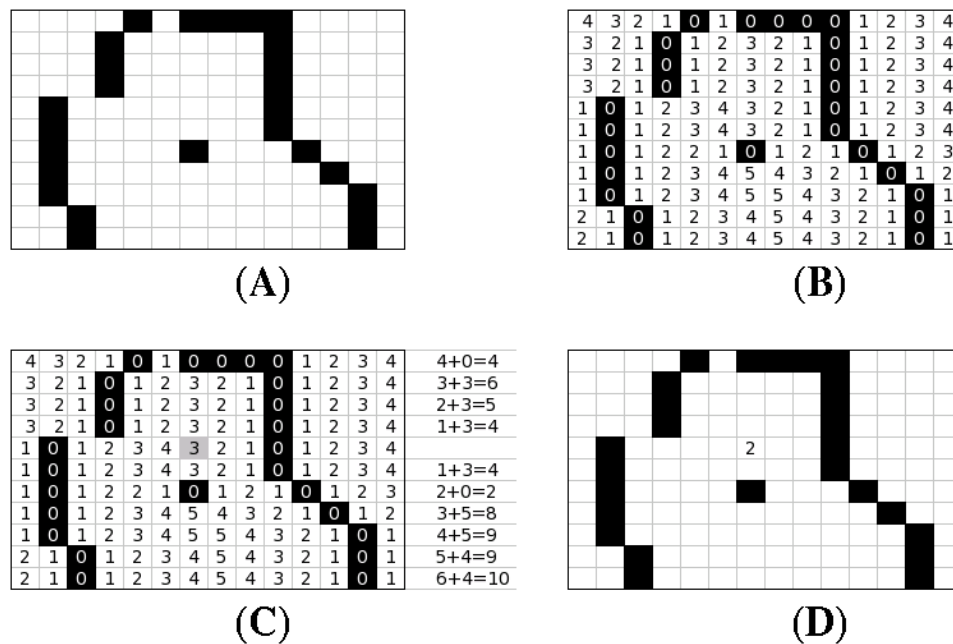 (A)
4 3 2 1 0 1 0 0 0 0 1 2 3 4
3 2 1 0 1 2 3 2 1 0 1 2 3 4
3 2 1 0 1 2 3 2 1 0 1 2 3 4
3 2 1 0 1 2 3 2 1 0 1 2 3 4
1 0 1 2 3 4 3 2 1 0 1 2 3 4
1 0 1 2 3 4 3 2 1 0 1 2 3 4
1 0 1 2 2 1 0 1 2 1 0 1 2 3
1 0 1 2 3 4 5 4 3 2 1 0 1 2
1 0 1 2 3 4 5 5 4 3 2 1 0 1
2 1 0 1 2 3 4 5 4 3 2 1 0 1
2 1 0 1 2 3 4 5 4 3 2 1 0 1
(B)
4 3 2 1 0 1 0 0 0 0 1 2 3 4 4+0=4
3 2 1 0 1 2 3 2 1 0 1 2 3 4 3+3=6
3 2 1 0 1 2 3 2 1 0 1 2 3 4 2+3=5
3 2 1 0 1 2 3 2 1 0 1 2 3 4 1+3=4
1 0 1 2 3 4 3 2 1 0 1 2 3 4
1 0 1 2 3 4 3 2 1 0 1 2 3 4 1+3=4
1 0 1 2 2 1 0 1 2 1 0 1 2 3 2+0=2
1 0 1 2 3 4 5 4 3 2 1 0 1 2 3+5=8
1 0 1 2 3 4 5 5 4 3 2 1 0 1 4+5=9
2 1 0 1 2 3 4 5 4 3 2 1 0 1 5+4=9
2 1 0 1 2 3 4 5 4 3 2 1 0 1 6+4=10
(C)
2
(D)